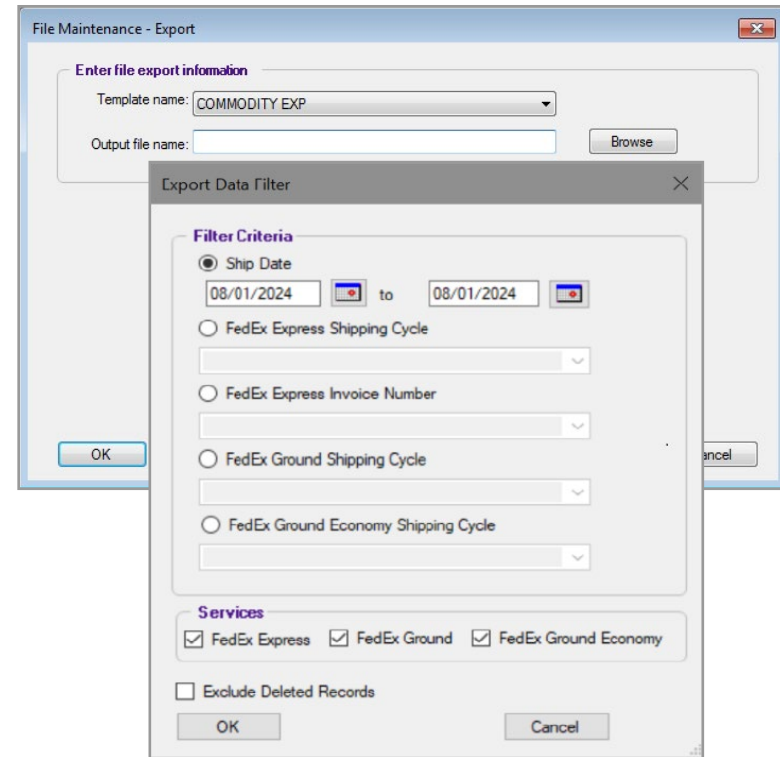 File Maintenance - Export
Enter file export information
Template name: COMMODITY EXP
Output file name: Browse
Export Data Filter
Filter Criteria
Ship Date
08/01/2024 to 08/01/2024
FedEx Express Shipping Cycle
FedEx Express Invoice Number
FedEx Ground Shipping Cycle
OK ancel
FedEx Ground Economy Shipping Cycle
Services
FedEx Express FedEx Ground FedEx Ground Economy
Exclude Deleted Records
OK Cancel